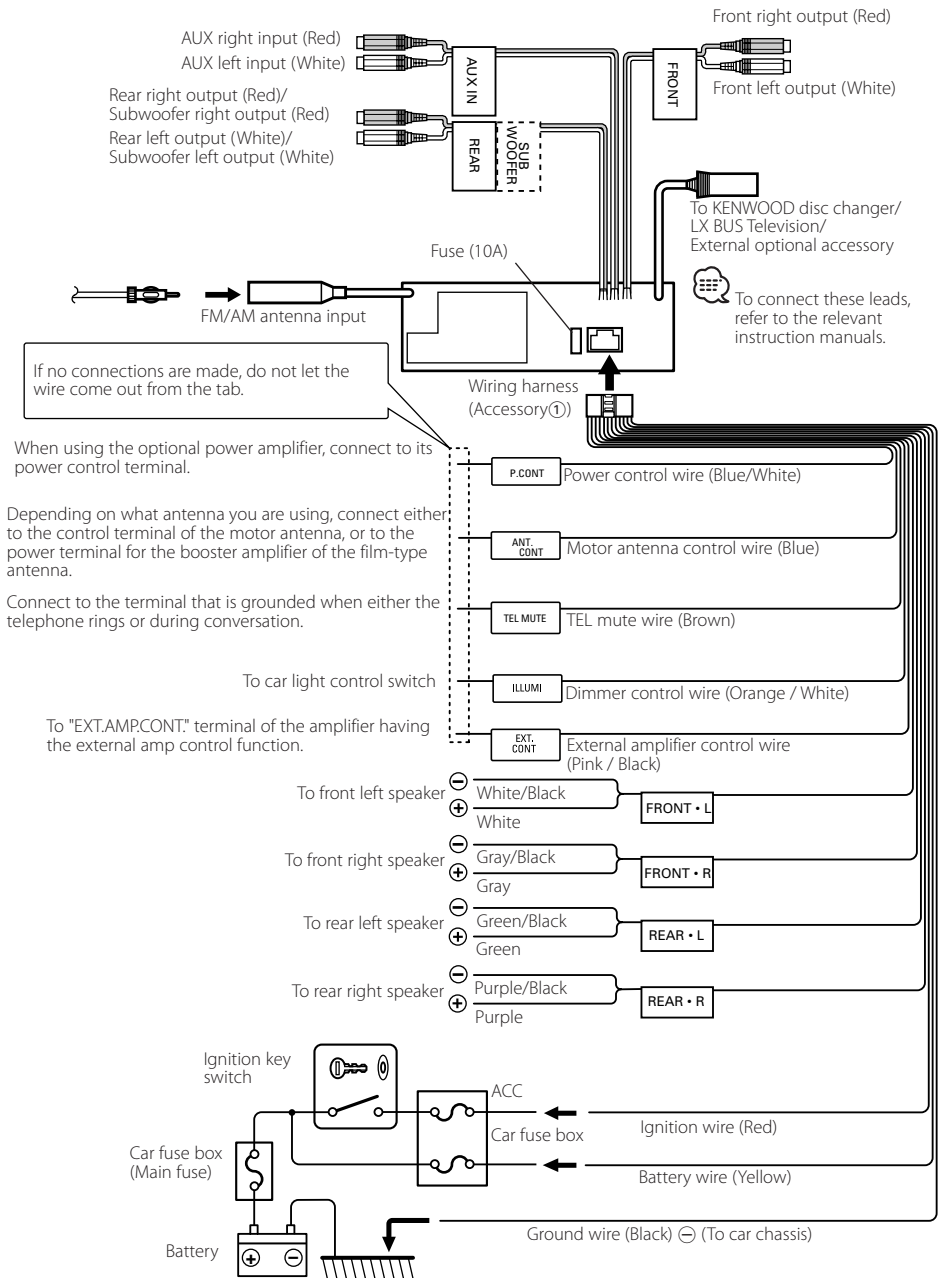 Front right output (Red)
AUX right input (Red)
AUX left input (White)
AUX IN
FRONT
Front left output (White)
Rear right output (Red)/
Subwoofer right output (Red)
Rear left output (White)/
Subwoofer left output (White)
REAR
SUB
WOOFER
To KENWOOD disc changer/
LX BUS Television/
External optional accessory
Fuse (10A)
FM/AM antenna input
To connect these leads,
refer to the relevant
instruction manuals.
If no connections are made, do not let the
wire come out from the tab.
Wiring harness
(Accessory①)
When using the optional power amplifier, connect to its
power control terminal.
P.CONT
Power control wire (Blue/White)
Depending on what antenna you are using, connect either
to the control terminal of the motor antenna, or to the
power terminal for the booster amplifier of the film-type
antenna.
ANT.
CONT
Motor antenna control wire (Blue)
Connect to the terminal that is grounded when either the
telephone rings or during conversation.
TEL MUTE
TEL mute wire (Brown)
To car light control switch
ILLUMI
Dimmer control wire (Orange / White)
To "EXT.AMP.CONT." terminal of the amplifier having
the external amp control function.
EXT.
CONT
External amplifier control wire
(Pink / Black)
To front left speaker
⊖
White/Black
⊕
White
FRONT • L
To front right speaker
⊖
Gray/Black
⊕
Gray
FRONT • R
To rear left speaker
⊖
Green/Black
⊕
Green
REAR • L
To rear right speaker
⊖
Purple/Black
⊕
Purple
REAR • R
Ignition key
switch
ACC
Car fuse box
Ignition wire (Red)
Car fuse box
(Main fuse)
Battery wire (Yellow)
Ground wire (Black) ⊖ (To car chassis)
Battery
⊕ ⊖